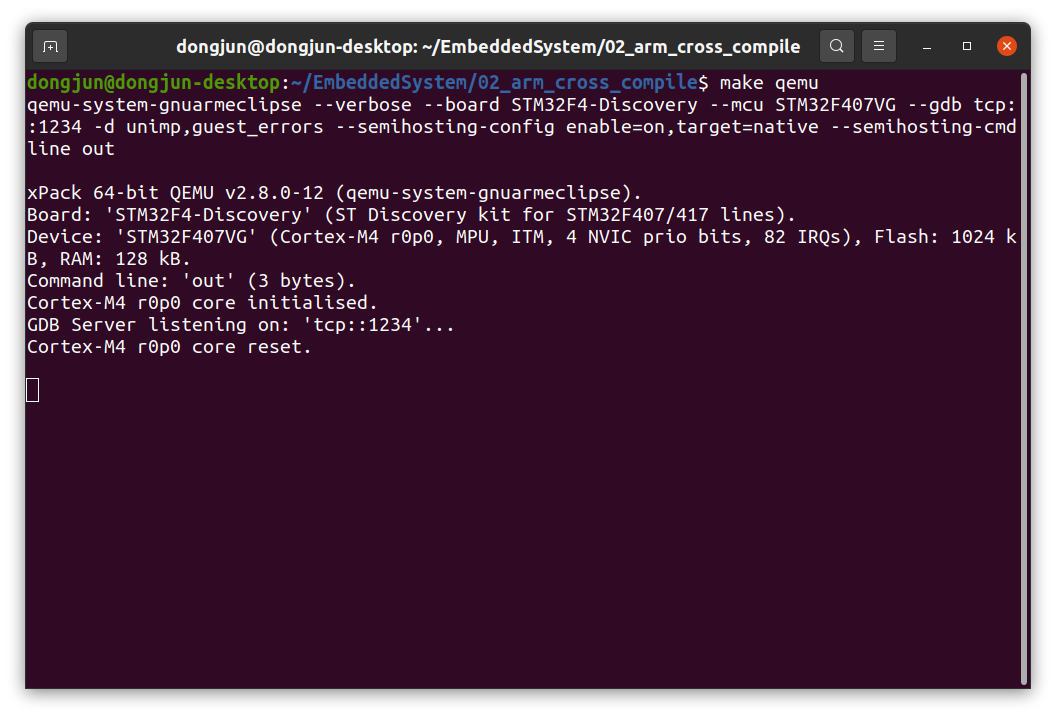 dongjun@dongjun-desktop: ~/EmbeddedSystem/02_arm_cross_compile
dongjun@dongjun-desktop:~/EmbeddedSystem/02_arm_cross_compile$ make qemu
qemu-system-gnuarmeclipse --verbose --board STM32F4-Discovery --mcu STM32F407VG --gdb tcp:
:1234 -d unimp,guest_errors --semihosting-config enable=on,target=native --semihosting-cmd
line out
xPack 64-bit QEMU v2.8.0-12 (qemu-system-gnuarmeclipse).
Board: 'STM32F4-Discovery' (ST Discovery kit for STM32F407/417 lines).
Device: 'STM32F407VG' (Cortex-M4 r0p0, MPU, ITM, 4 NVIC prio bits, 82 IRQs), Flash: 1024 k
B, RAM: 128 kB.
Command line: 'out' (3 bytes).
Cortex-M4 r0p0 core initialised.
GDB Server listening on: 'tcp::1234'...
Cortex-M4 r0p0 core reset.